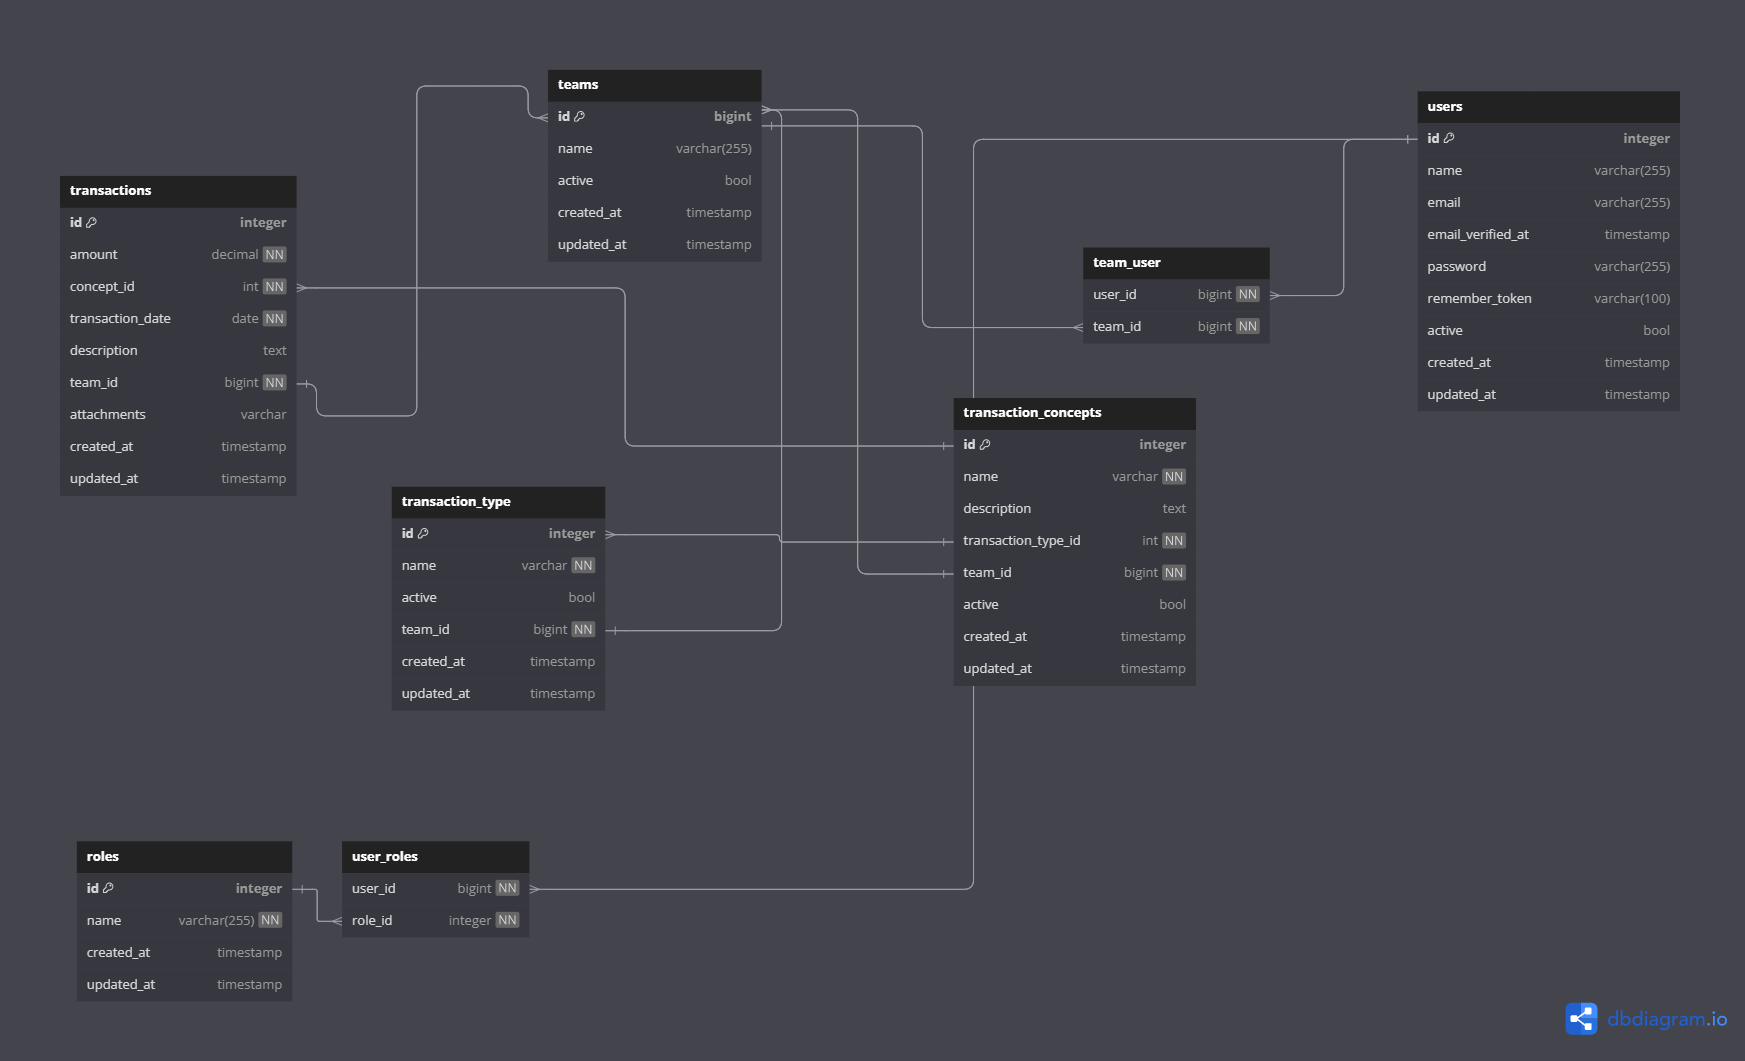 teams
id bigint
name varchar(255)
active bool
created_at timestamp
updated_at timestamp
users
id integer
name varchar(255)
email varchar(255)
email_verified_at timestamp
password varchar(255)
remember_token varchar(100)
active bool
created_at timestamp
updated_at timestamp
transactions
id integer
amount decimal NN
concept_id int NN
transaction_date date NN
description text
team_id bigint NN
attachments varchar
created_at timestamp
updated_at timestamp
team_user
user_id bigint NN
team_id bigint NN
transaction_concepts
id integer
name varchar NN
description text
transaction_type_id int NN
team_id bigint NN
active bool
created_at timestamp
updated_at timestamp
transaction_type
id integer
name varchar NN
active bool
team_id bigint NN
created_at timestamp
updated_at timestamp
roles
id integer
name varchar(255) NN
created_at timestamp
updated_at timestamp
user_roles
user_id bigint NN
role_id integer NN
dbdiagram.io